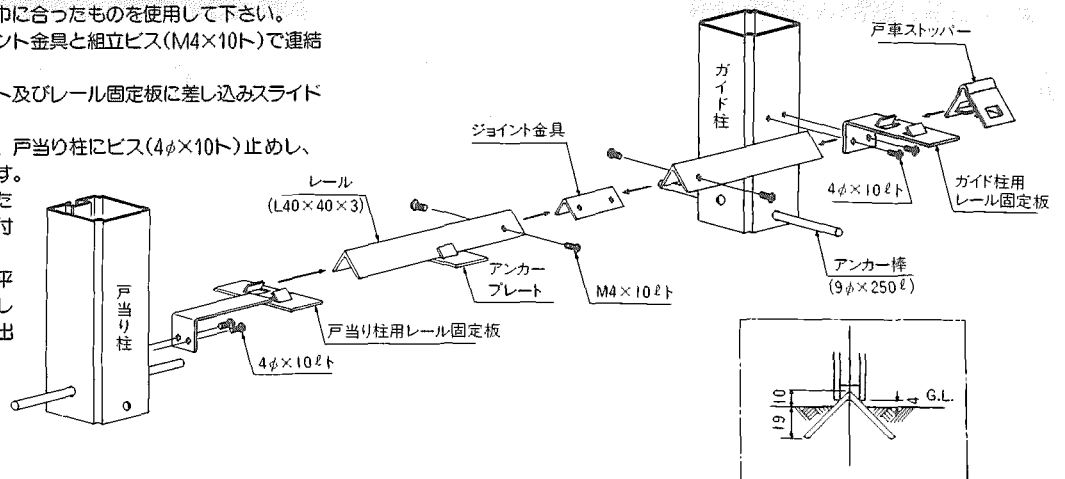 巾に合ったものを使用して下さい。
ント金具と組立ビス(M4×10ト)で連結
ト及びレール固定板に差し込みスライド
、戸当り柱にビス(4φ×10ト)止めし、
す。
た
付
平
し
出
戸車ストッパー
ガイド柱
ジョイント金具
レール
(L40×40×3)
4φ×10ℓト
ガイド柱用
レール固定板
アンカー
プレート
M4×10ℓト
アンカー棒
(9φ×250ℓ)
戸当り柱
戸当り柱用レール固定板
4φ×10ℓト
10
19
4
G.L.